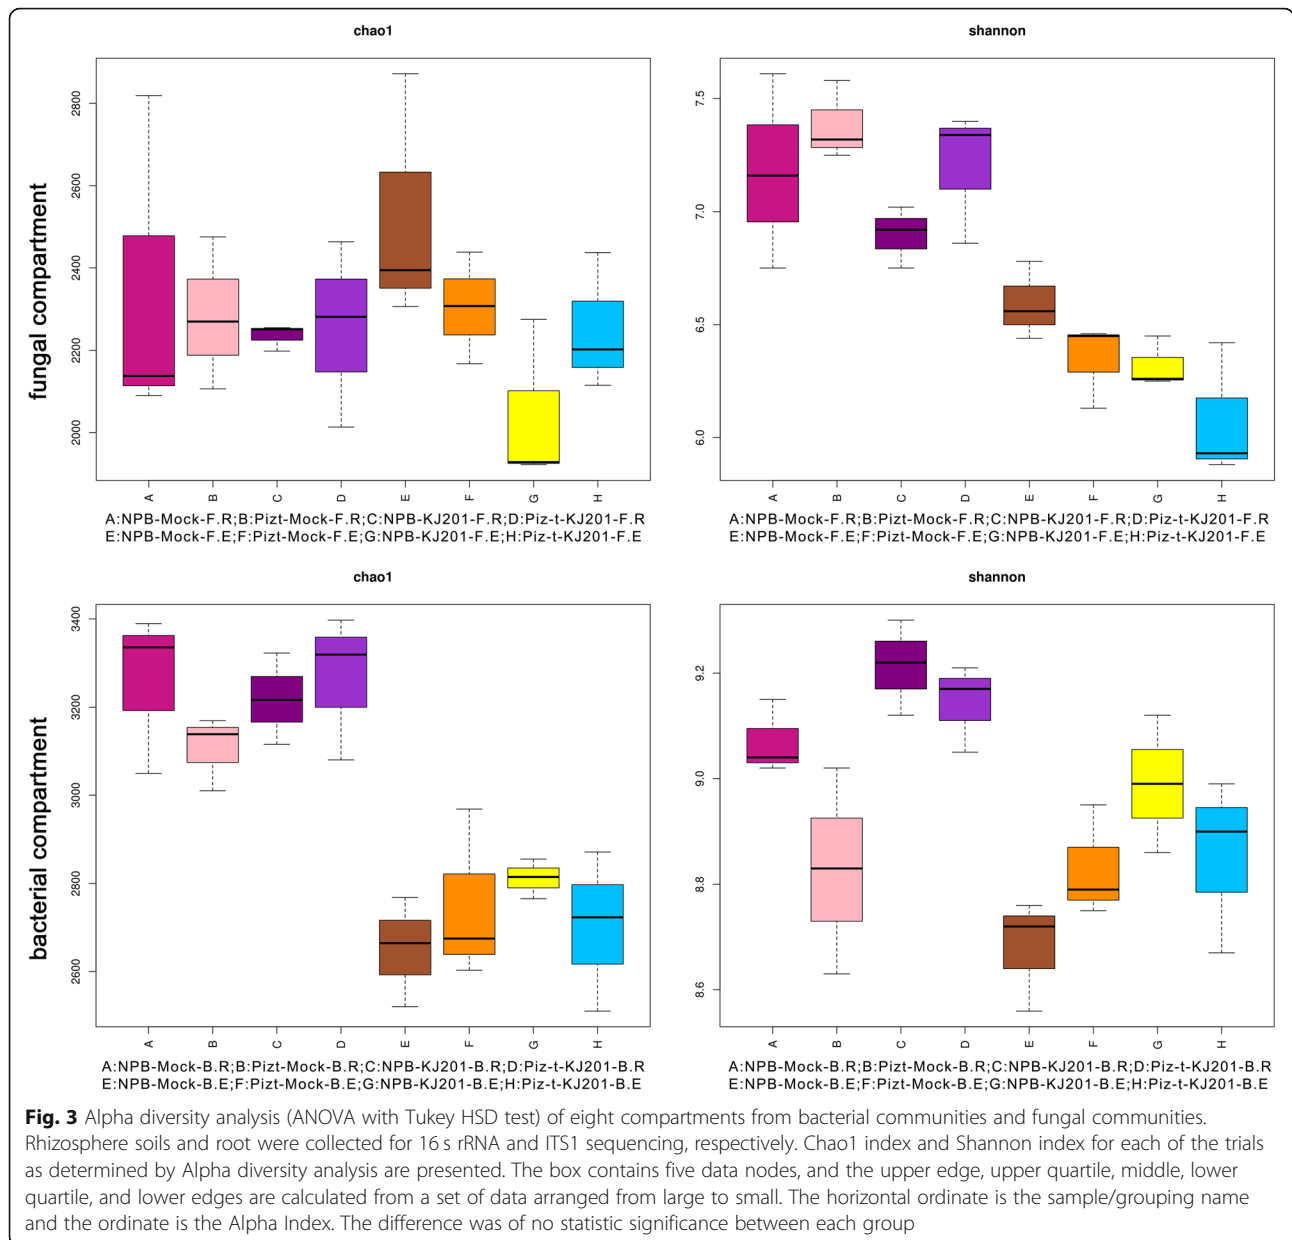 chao1
shannon
fungal compartment
2800
2600
2400
2200
2000
7.5
7.0
6.5
6.0
A B C D E F G H
A B C D E F G H
A:NPB-Mock-F.R;B:Pizt-Mock-F.R;C:NPB-KJ201-F.R;D:Piz-t-KJ201-F.R
E:NPB-Mock-F.E;F:Pizt-Mock-F.E;G:NPB-KJ201-F.E;H:Piz-t-KJ201-F.E
A:NPB-Mock-F.R;B:Pizt-Mock-F.R;C:NPB-KJ201-F.R;D:Piz-t-KJ201-F.R
E:NPB-Mock-F.E;F:Pizt-Mock-F.E;G:NPB-KJ201-F.E;H:Piz-t-KJ201-F.E
chao1
shannon
bacterial compartment
3400
3200
3000
2800
2600
9.2
9.0
8.8
8.6
A B C D E F G H
A B C D E F G H
A:NPB-Mock-B.R;B:Pizt-Mock-B.R;C:NPB-KJ201-B.R;D:Piz-t-KJ201-B.R
E:NPB-Mock-B.E;F:Pizt-Mock-B.E;G:NPB-KJ201-B.E;H:Piz-t-KJ201-B.E
A:NPB-Mock-B.R;B:Pizt-Mock-B.R;C:NPB-KJ201-B.R;D:Piz-t-KJ201-B.R
E:NPB-Mock-B.E;F:Pizt-Mock-B.E;G:NPB-KJ201-B.E;H:Piz-t-KJ201-B.E
Fig. 3 Alpha diversity analysis (ANOVA with Tukey HSD test) of eight compartments from bacterial communities and fungal communities.
Rhizosphere soils and root were collected for 16 s rRNA and ITS1 sequencing, respectively. Chao1 index and Shannon index for each of the trials
as determined by Alpha diversity analysis are presented. The box contains five data nodes, and the upper edge, upper quartile, middle, lower
quartile, and lower edges are calculated from a set of data arranged from large to small. The horizontal ordinate is the sample/grouping name
and the ordinate is the Alpha Index. The difference was of no statistic significance between each group